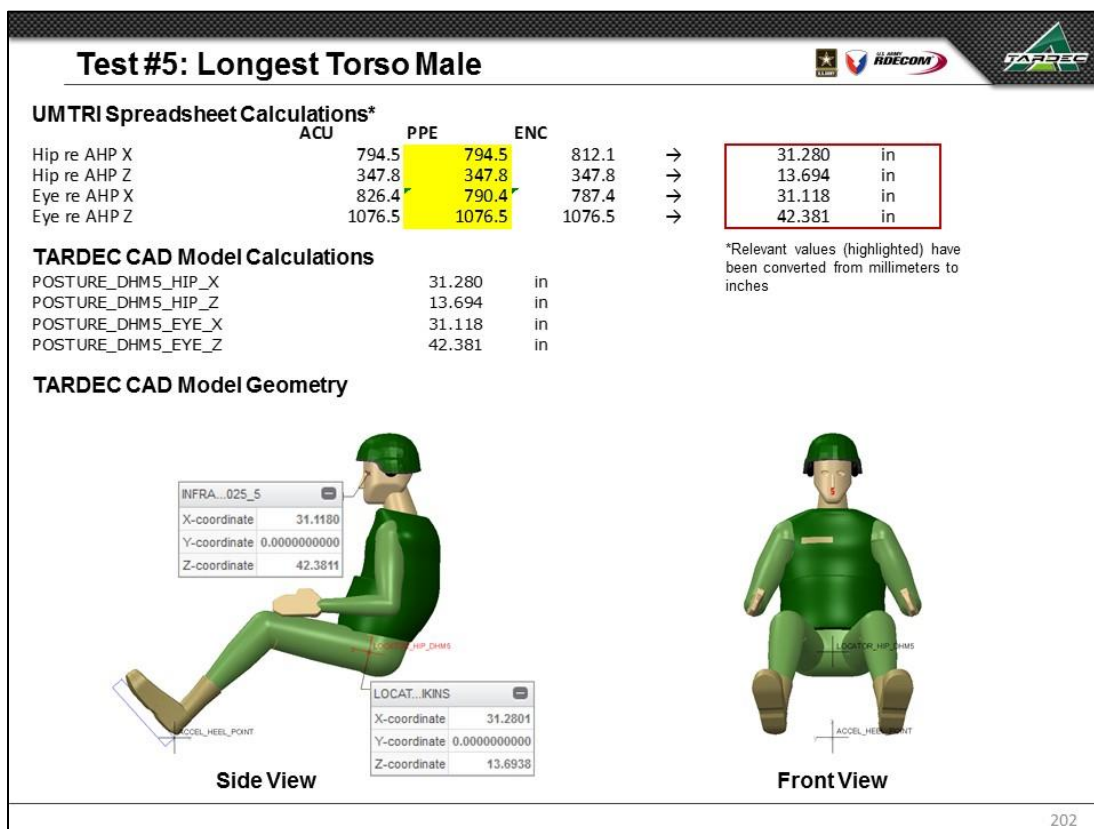 Test #5: Longest Torso Male
U.S. ARMY
U.S. ARMY
RDECOM
TARDEC
UMTRI Spreadsheet Calculations*
ACU PPE ENC
Hip re AHP X 794.5 794.5 812.1 → 31.280 in
Hip re AHP Z 347.8 347.8 347.8 → 13.694 in
Eye re AHP X 826.4 790.4 787.4 → 31.118 in
Eye re AHP Z 1076.5 1076.5 1076.5 → 42.381 in
*Relevant values (highlighted) have
been converted from millimeters to
inches
TARDEC CAD Model Calculations
POSTURE_DHM5_HIP_X 31.280 in
POSTURE_DHM5_HIP_Z 13.694 in
POSTURE_DHM5_EYE_X 31.118 in
POSTURE_DHM5_EYE_Z 42.381 in
TARDEC CAD Model Geometry
INFRA...025_5
X-coordinate 31.1180
Y-coordinate 0.0000000000
Z-coordinate 42.3811
5
LOCATOR_HIP_DHM5
LOCATOR_HIP_DHM5
LOCAT...IKINS
X-coordinate 31.2801
Y-coordinate 0.0000000000
Z-coordinate 13.6938
ACCEL_HEEL_POINT
ACCEL_HEEL_POINT
Side View
Front View
202